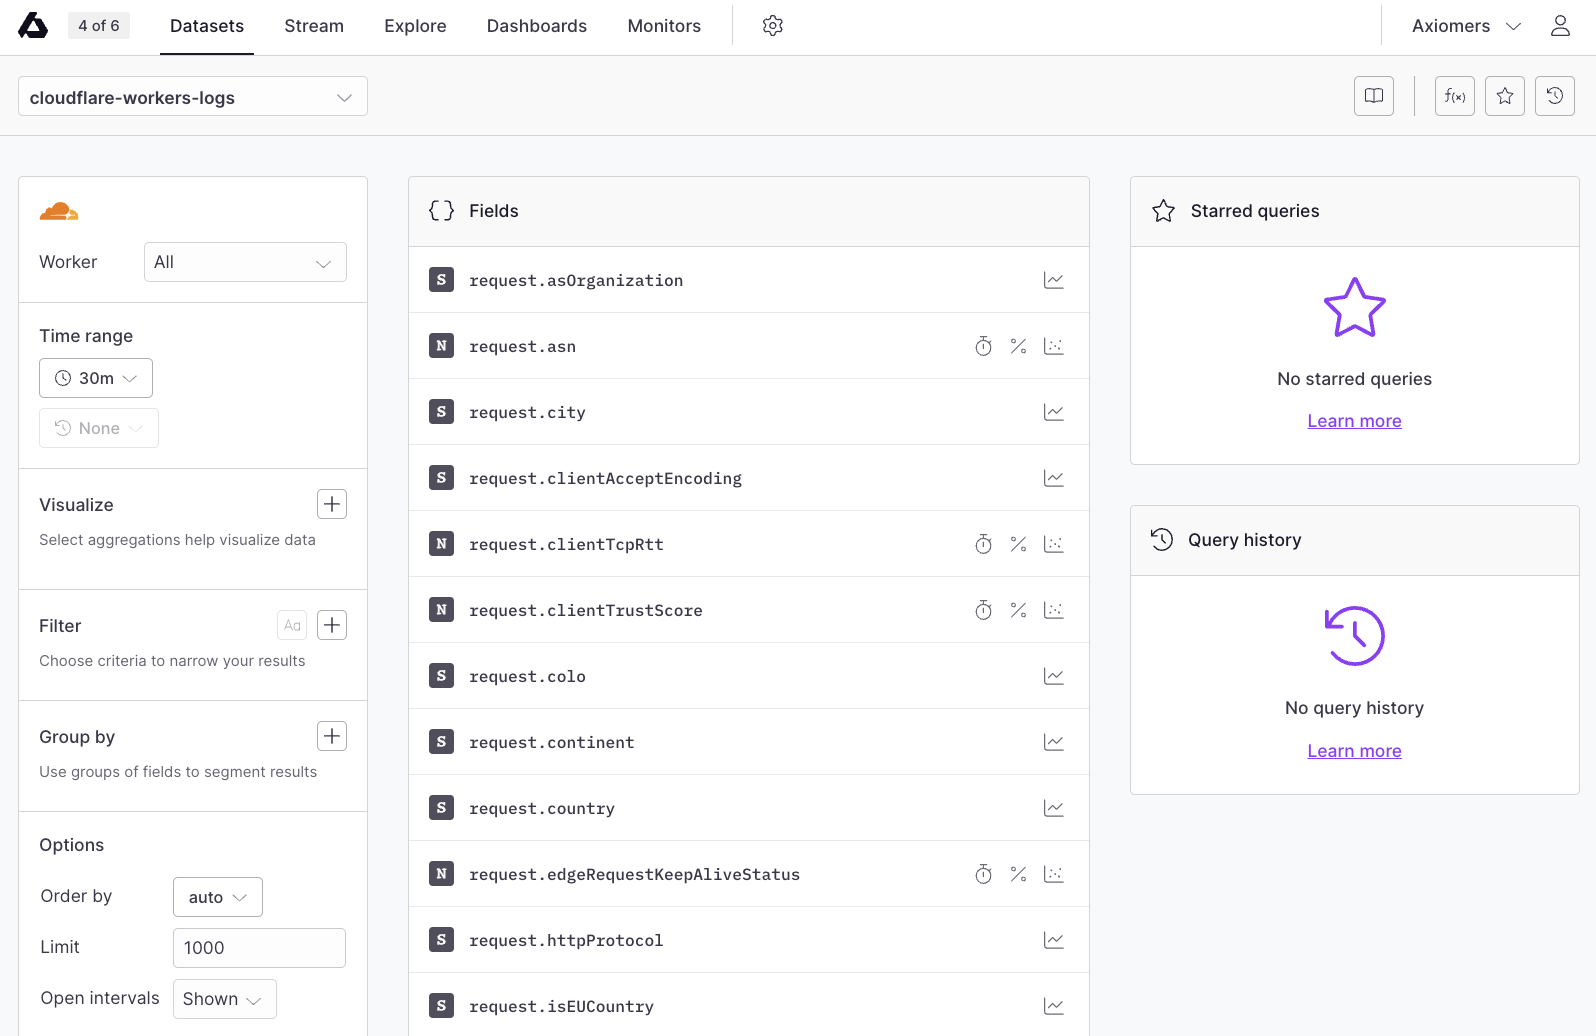 4 of 6
Datasets
Stream
Explore
Dashboards
Monitors
Axiomers
cloudflare-workers-logs
f(x)
Worker
All
Time range
30m
None
Visualize
Select aggregations help visualize data
Filter
Aa
Choose criteria to narrow your results
Group by
Use groups of fields to segment results
Options
Order by
auto
Limit
1000
Open intervals
Shown
{ } Fields
S request.asOrganization
N request.asn
S request.city
S request.clientAcceptEncoding
N request.clientTcpRtt
N request.clientTrustScore
S request.colo
S request.continent
S request.country
N request.edgeRequestKeepAliveStatus
S request.httpProtocol
S request.isEUCountry
Starred queries
No starred queries
Learn more
Query history
No query history
Learn more